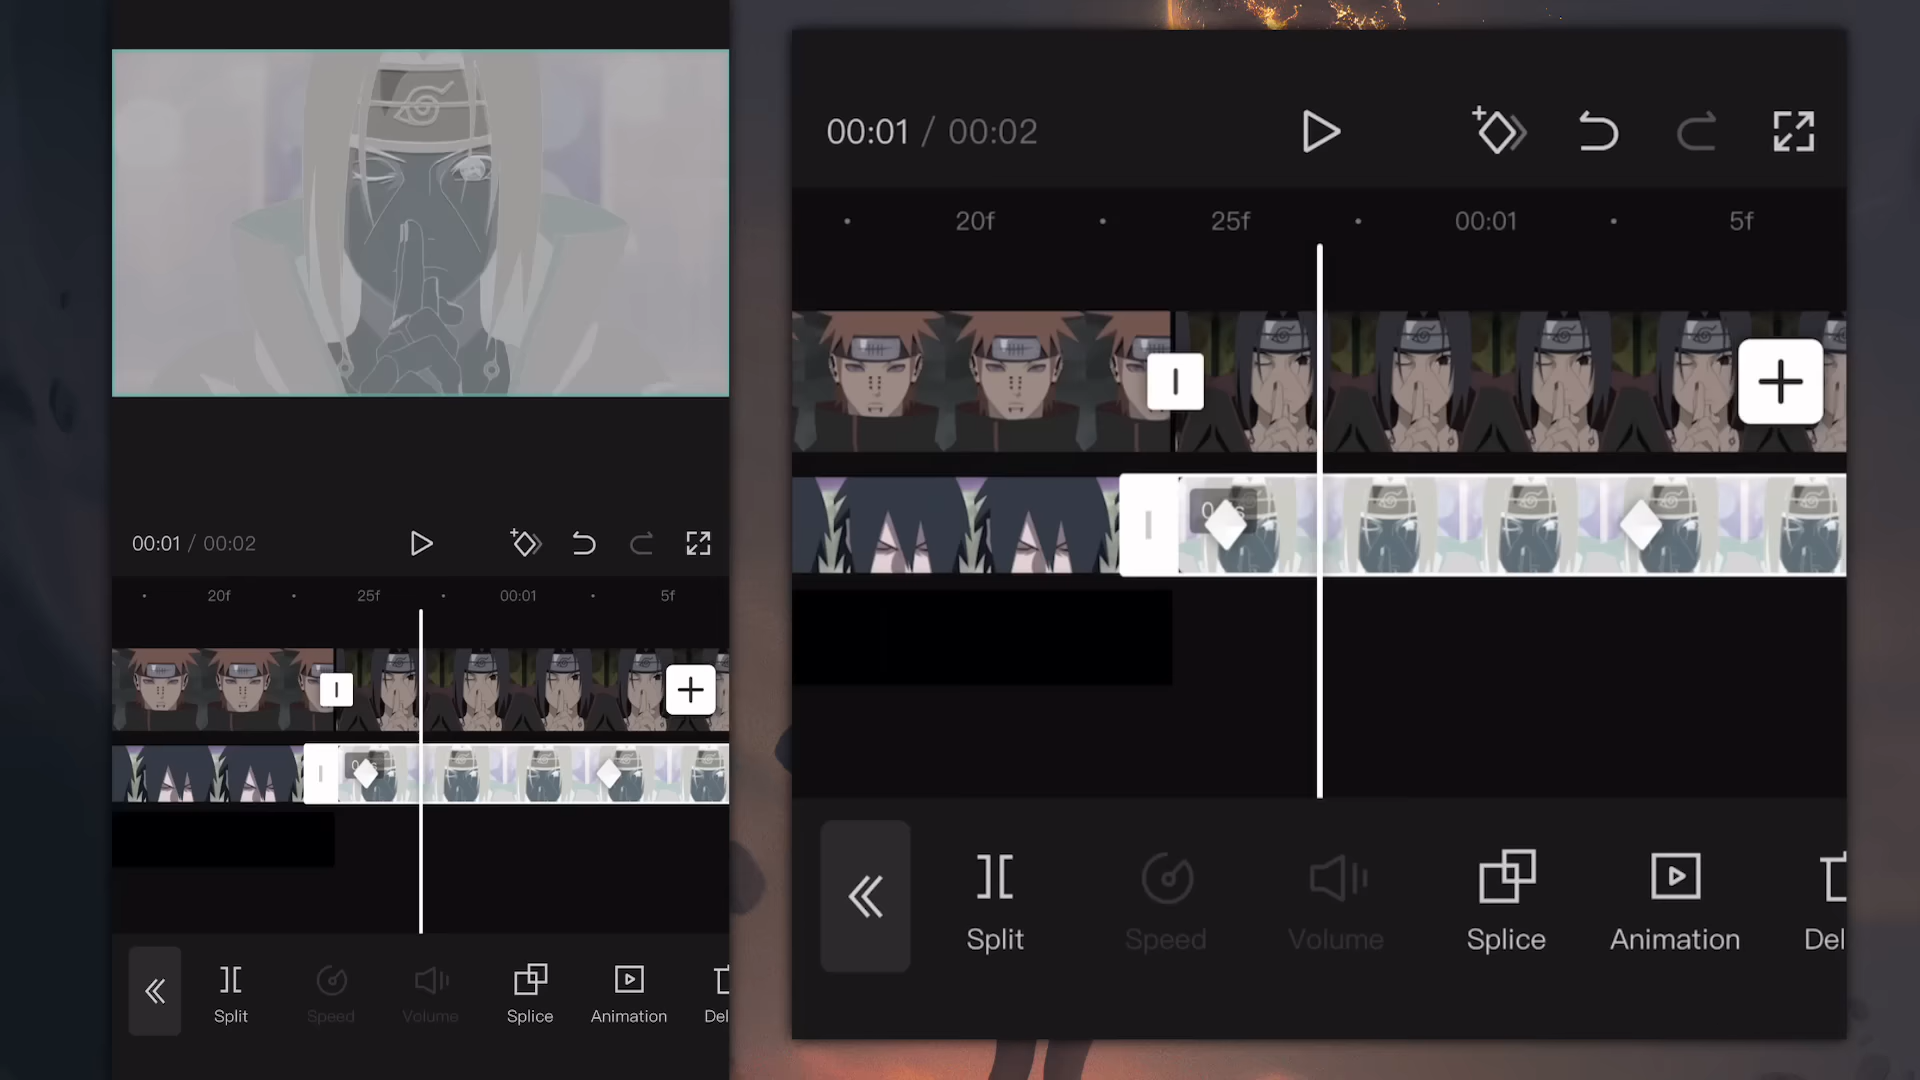 00:01 / 00:02
20f 25f 00:01 5f
Split Speed Volume Splice Animation Del
00:01 / 00:02
20f 25f 00:01 5f
Split Speed Volume Splice Animation Del